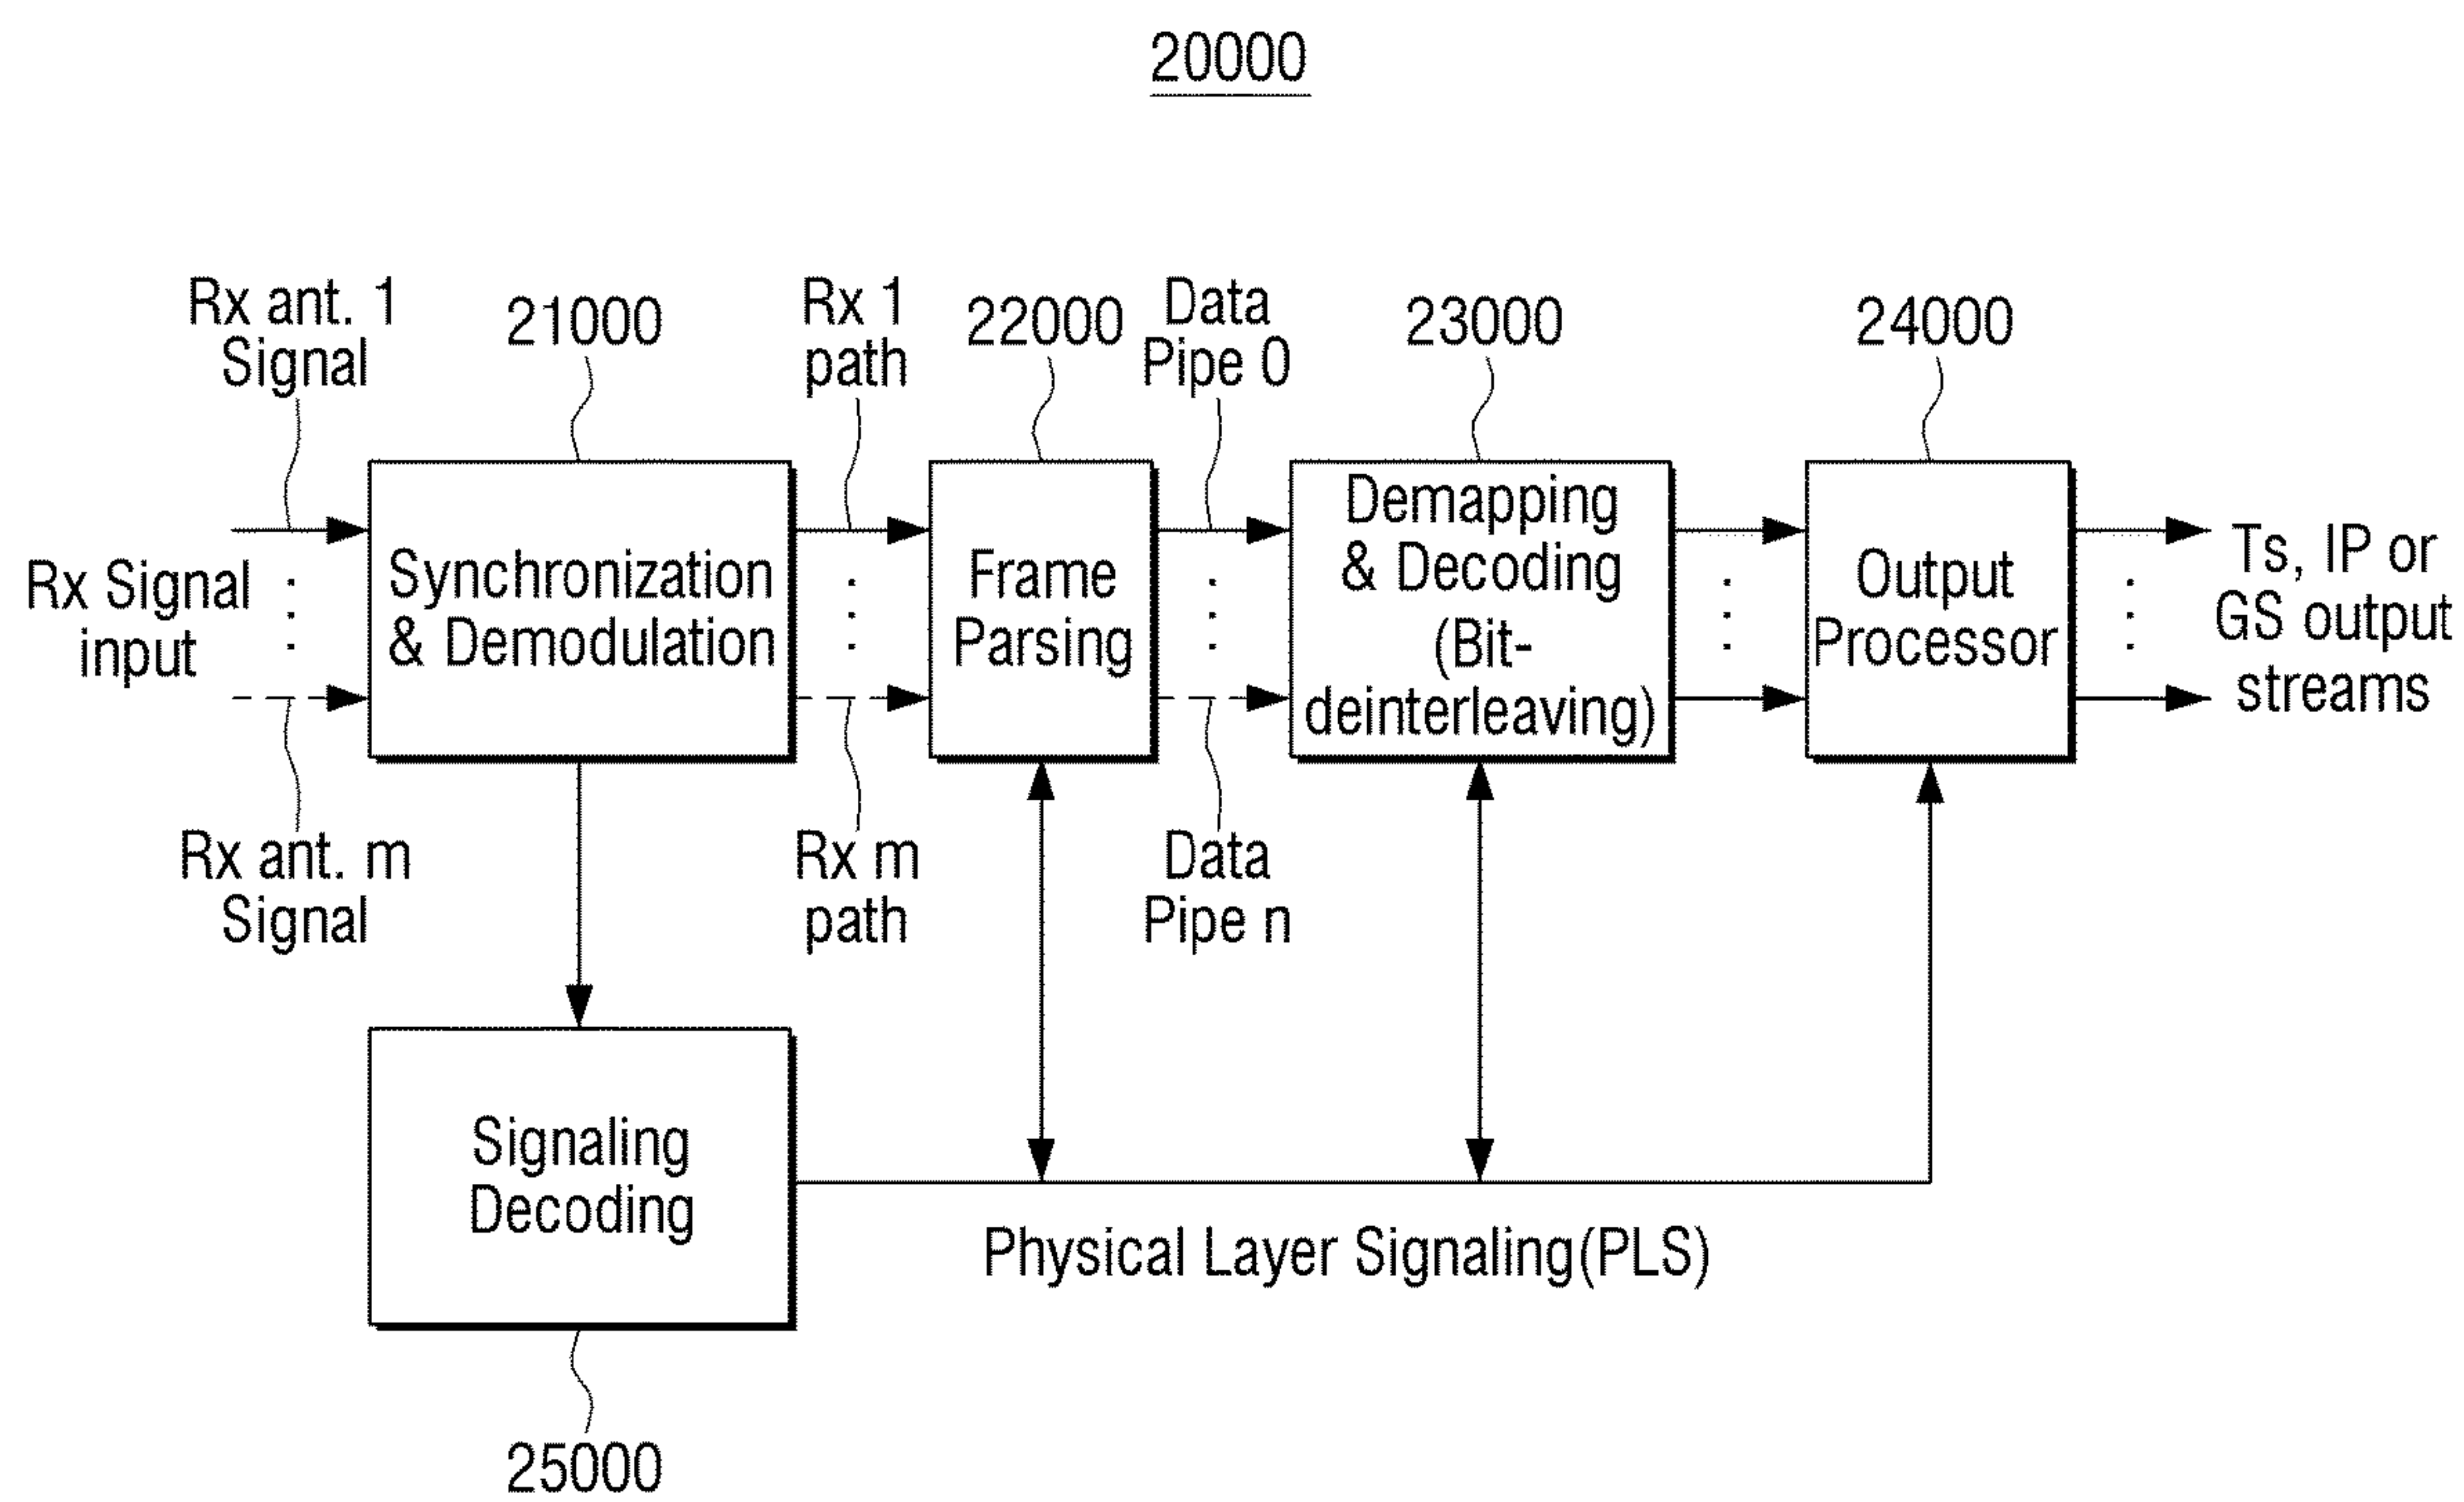 20000
Rx ant. 1
Signal
21000
Rx 1
path
22000
Data
Pipe 0
23000
24000
Rx Signal
input
Synchronization
& Demodulation
Frame
Parsing
Demapping
& Decoding
(Bit-
deinterleaving)
Output
Processor
Ts, IP or
GS output
streams
Rx ant. m
Signal
Rx m
path
Data
Pipe n
Signaling
Decoding
Physical Layer Signaling(PLS)
25000